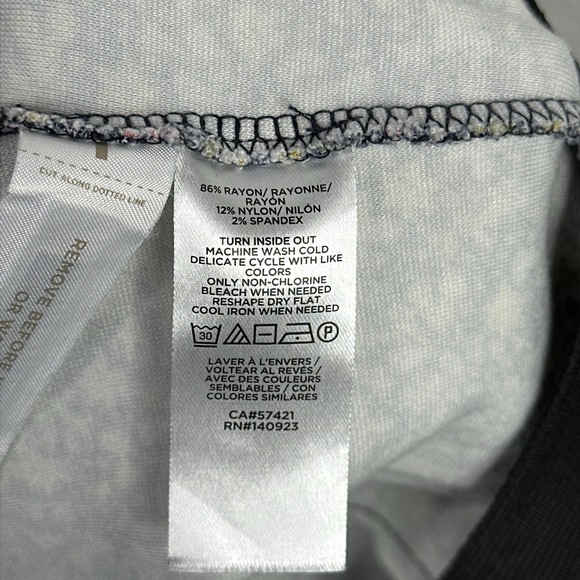 CUT ALONG DOTTED LINE
REMOVE BEFORE
OR
86% RAYON/ RAYONNE/
RAYÓN
12% NYLON/ NILÓN
2% SPANDEX
TURN INSIDE OUT
MACHINE WASH COLD
DELICATE CYCLE WITH LIKE
COLORS
ONLY NON-CHLORINE
BLEACH WHEN NEEDED
RESHAPE DRY FLAT
COOL IRON WHEN NEEDED
30 P
LAVER À L'ENVERS /
VOLTEAR AL REVÉS /
AVEC DES COULEURS
SEMBLABLES / CON
COLORES SIMILARES
CA#57421
RN#140923